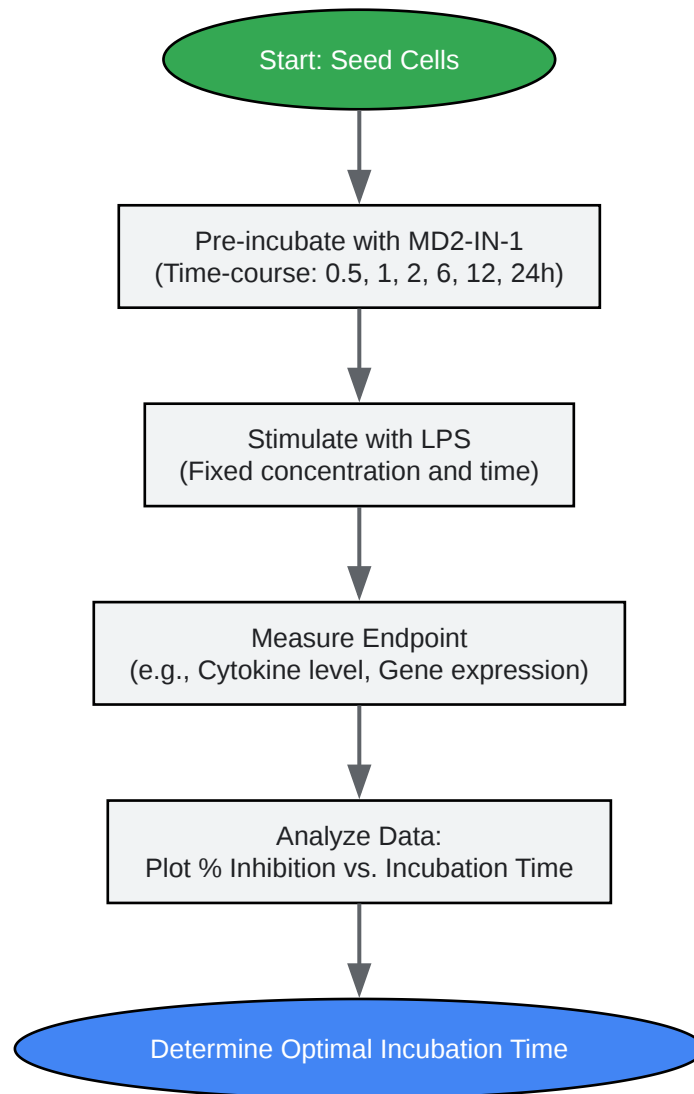 Start: Seed Cells
Pre-incubate with MD2-IN-1
(Time-course: 0.5, 1, 2, 6, 12, 24h)
Stimulate with LPS
(Fixed concentration and time)
Measure Endpoint
(e.g., Cytokine level, Gene expression)
Analyze Data:
Plot % Inhibition vs. Incubation Time
Determine Optimal Incubation Time